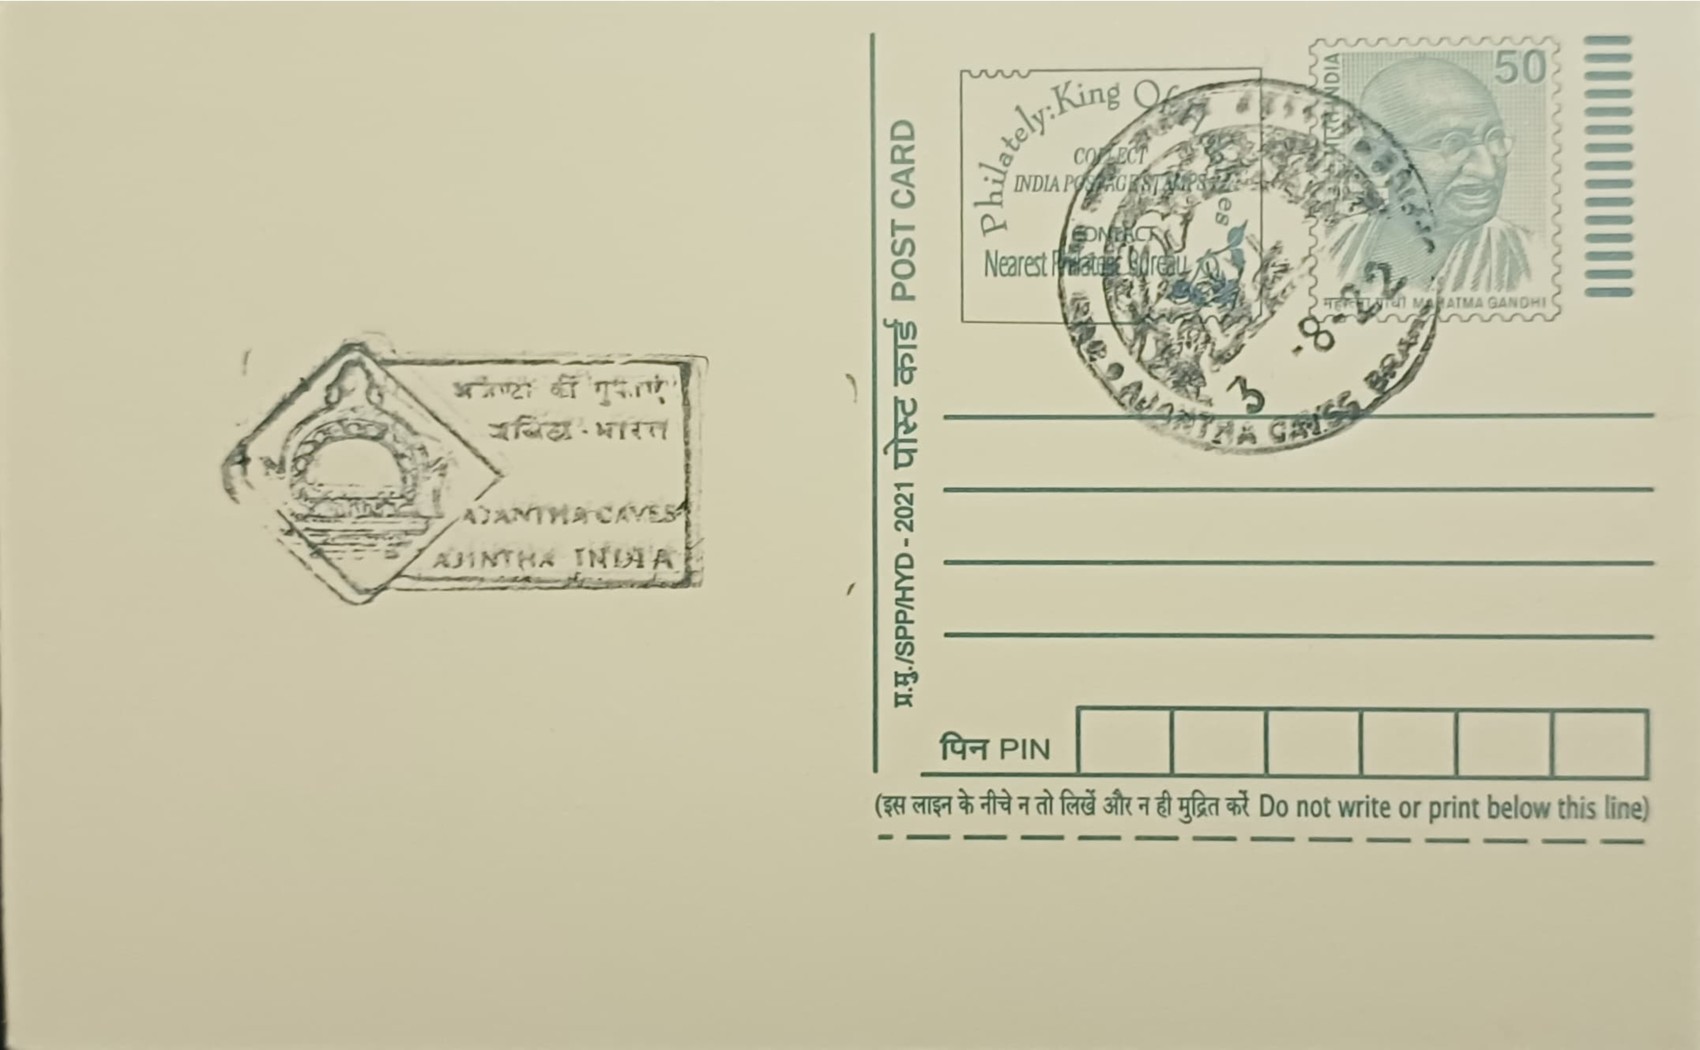 अजण्टा की गुफाएं
अजिंठा - भारत
AJANTHA CAVES
AJINTHA INDIA
प्र.मु./SPP/HYD - 2021 पोस्ट कार्ड POST CARD
Philately: King Of
COLLECT
INDIA POSTAGE STAMPS
CONTACT
Nearest Philatelic Bureau
भारत INDIA
50
महात्मा गांधी MAHATMA GANDHI
3 -8-22
AJANTHA CAVES
पिन PIN
(इस लाइन के नीचे न तो लिखें और न ही मुद्रित करें Do not write or print below this line)